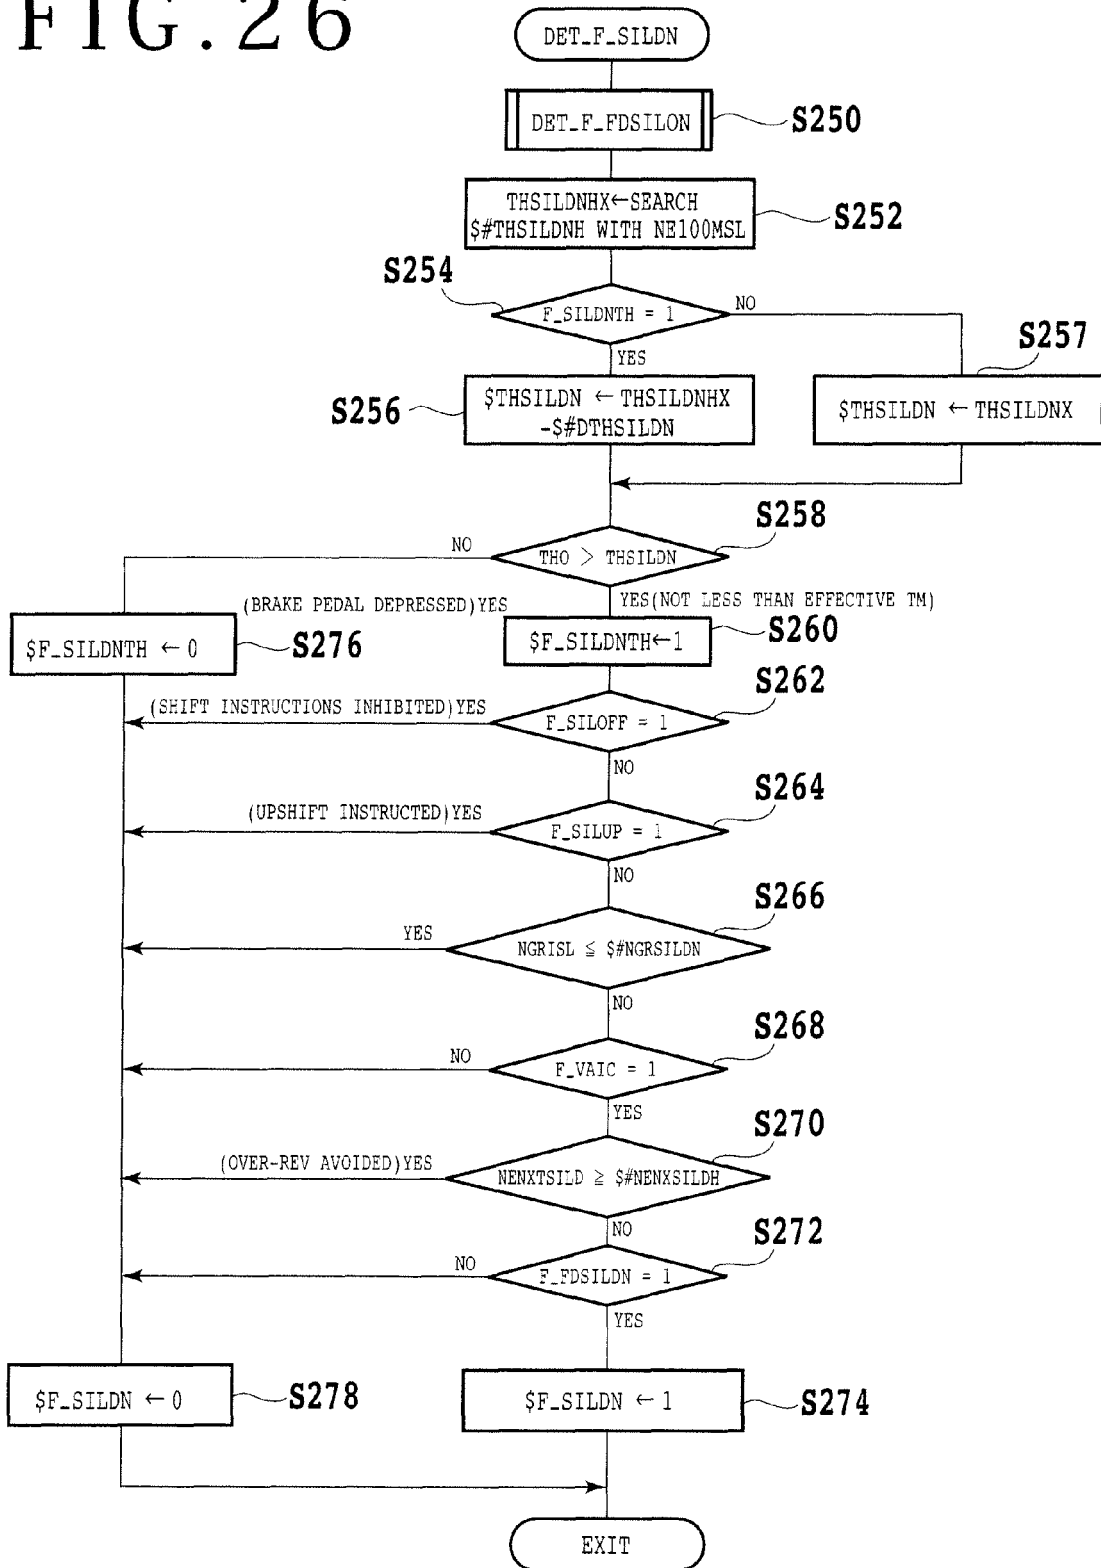 FIG.26
DET_F_SILDN
DET_F_FDSILON
S250
THSILDNHX←SEARCH
$#THSILDNH WITH NE100MSL
S252
S254
F_SILDNTH = 1
NO
YES
S257
S256
$THSILDN ← THSILDNHX
-$#DTHSILDN
$THSILDN ← THSILDNX
S258
NO
THO > THSILDN
(BRAKE PEDAL DEPRESSED)YES
YES(NOT LESS THAN EFFECTIVE TM)
$F_SILDNTH ← 0
S276
$F_SILDNTH←1
S260
S262
(SHIFT INSTRUCTIONS INHIBITED)YES
F_SILOFF = 1
NO
S264
(UPSHIFT INSTRUCTED)YES
F_SILUP = 1
NO
S266
YES
NGRISL ≦ $#NGRSILDN
NO
S268
NO
F_VAIC = 1
YES
S270
(OVER-REV AVOIDED)YES
NENXTSILD ≧ $#NENXSILDH
NO
S272
NO
F_FDSILDN = 1
YES
$F_SILDN ← 0
S278
$F_SILDN ← 1
S274
EXIT